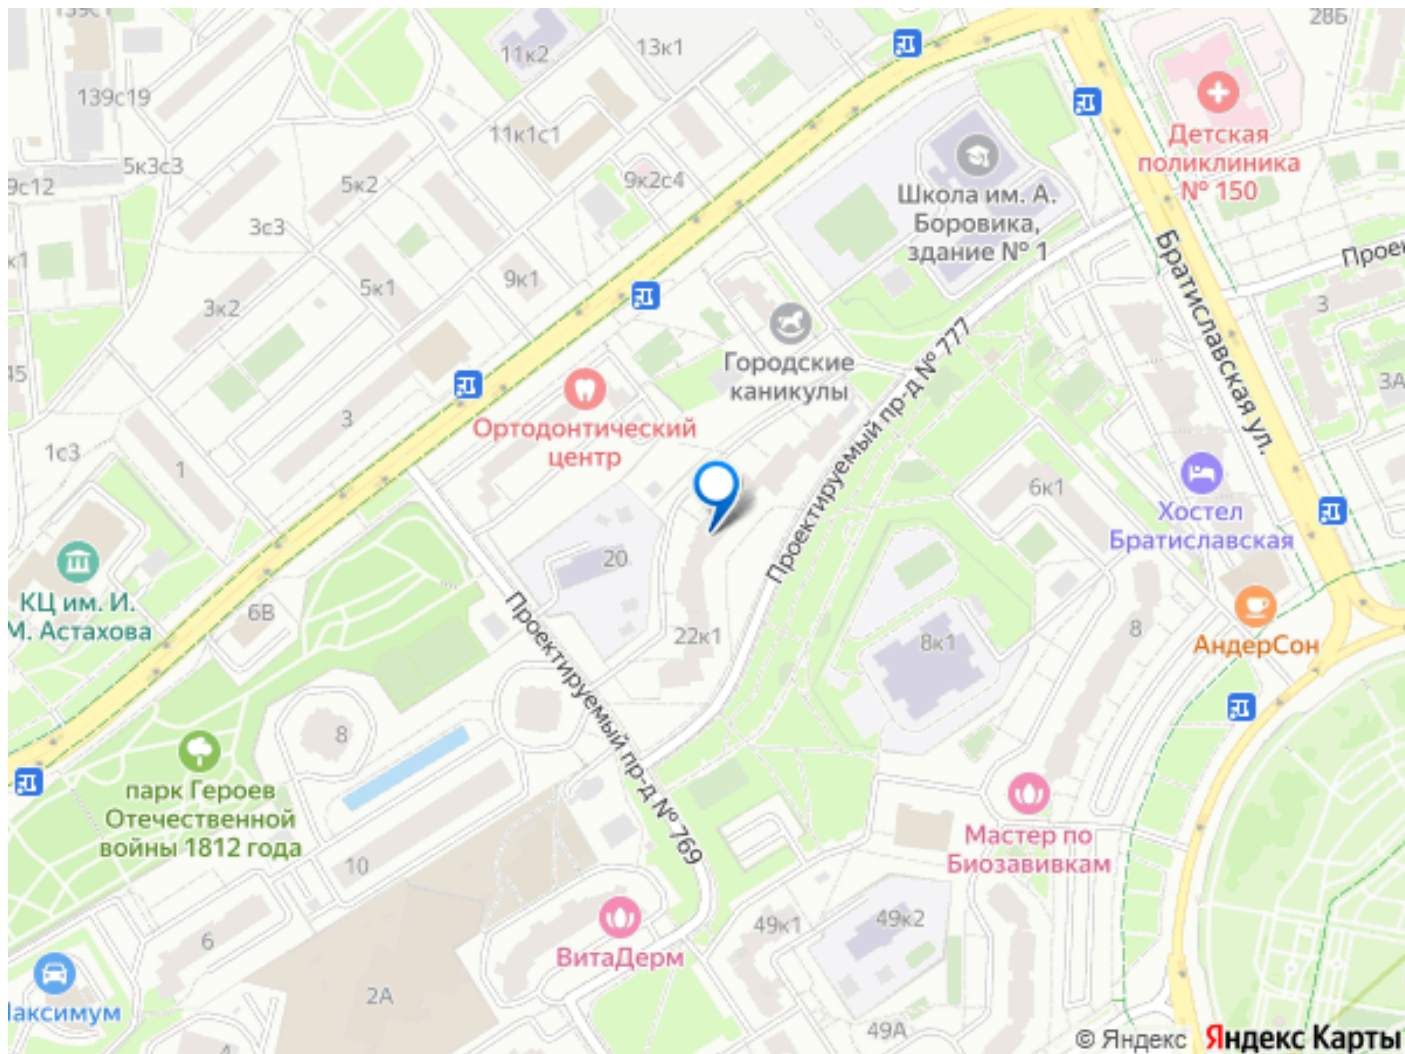 28Б
13к1
11к2
139с19
11к1с1
5к3с3
9с12
5к2
9к2с4
3с3
Детская
поликлиника
№ 150
Школа им. А.
Боровика,
здание № 1
Братиславская ул.
5к1
9к1
3к2
3
3А
Городские
каникулы
Проектируемый пр-д № 777
Ортодонтический
центр
3
1с3
1
6к1
Хостел
Братиславская
20
КЦ им. И.
М. Астахова
6В
АндерСон
Проектируемый пр-д № 769
22к1
8к1
8
8
парк Героев
Отечественной
войны 1812 года
Мастер по
Биозавивкам
10
49к1
49к2
6
ВитаДерм
2А
49А
4
© Яндекс Яндекс Карты